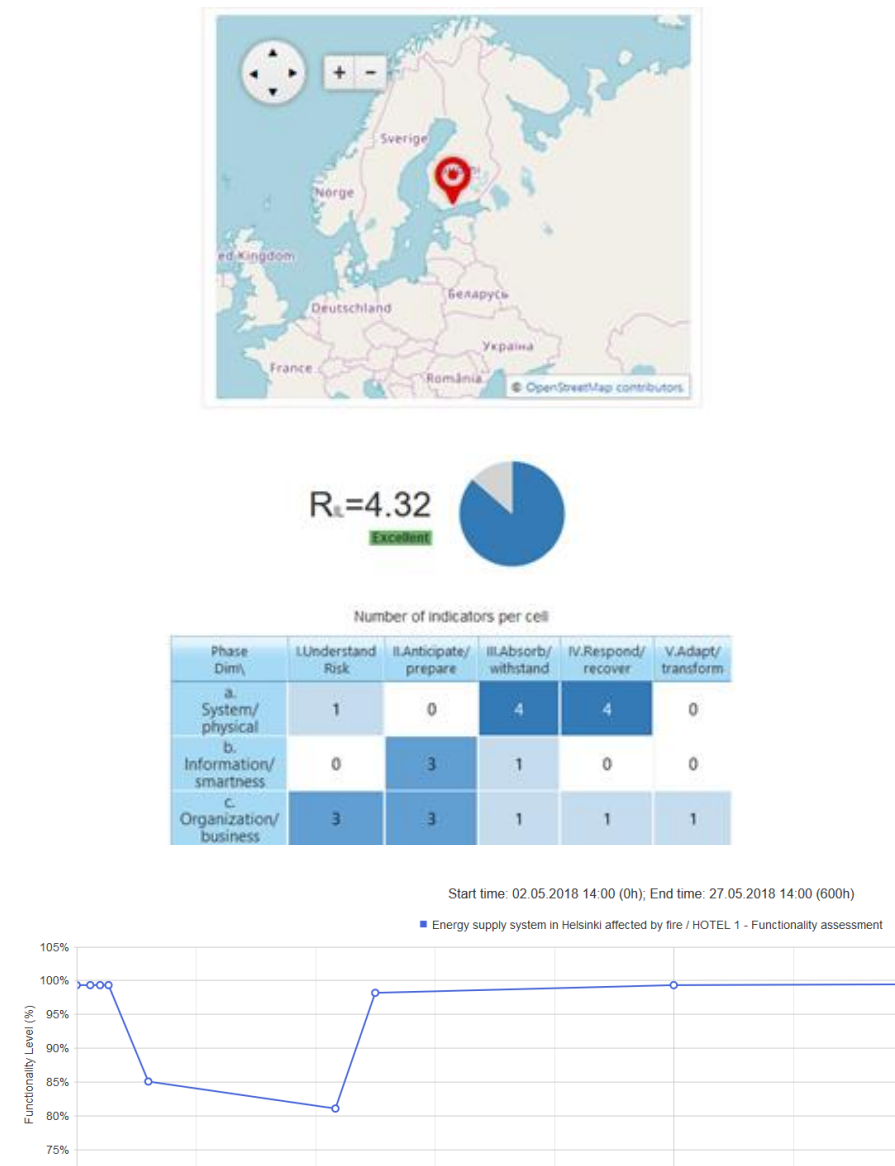 + −
Sverige
Norge
ed Kingdom
Беларусь
Deutschland
Україна
France
România
© OpenStreetMap contributors
R =4.32
Excellent
Number of indicators per cell
Phase I.Understand II.Anticipate/ III.Absorb/ IV.Respond/ V.Adapt/
Dim\ Risk prepare withstand recover transform
a.
System/ 1 0 4 4 0
physical
b.
Information/ 0 3 1 0 0
smartness
c.
Organization/ 3 3 1 1 1
business
Start time: 02.05.2018 14:00 (0h); End time: 27.05.2018 14:00 (600h)
Energy supply system in Helsinki affected by fire / HOTEL 1 - Functionality assessment
Functionality Level (%)
105%
100%
95%
90%
85%
80%
75%